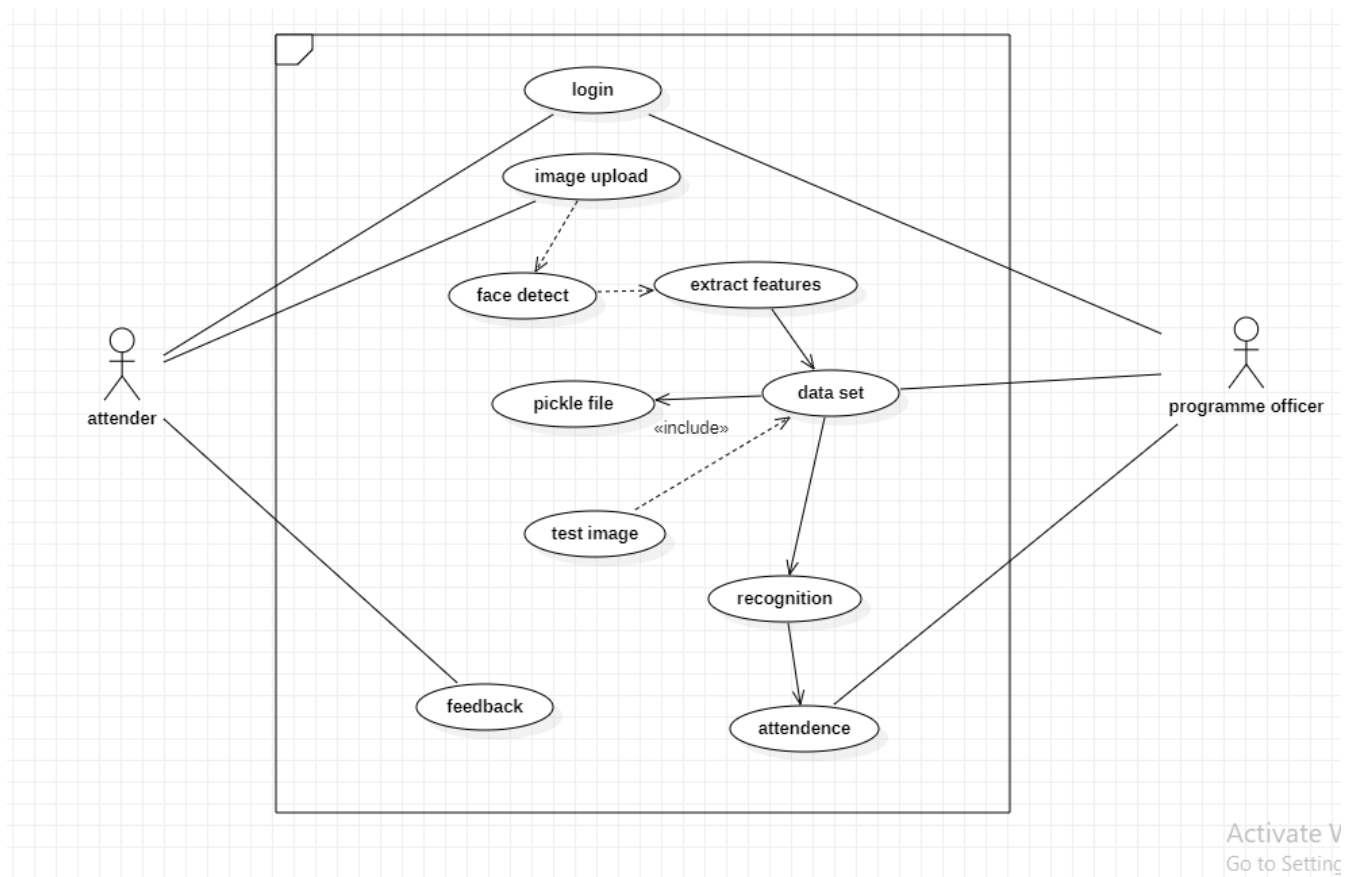 login
image upload
face detect
extract features
data set
pickle file
«include»
test image
recognition
feedback
attendence
attender
programme officer
Activate
Go to Setting